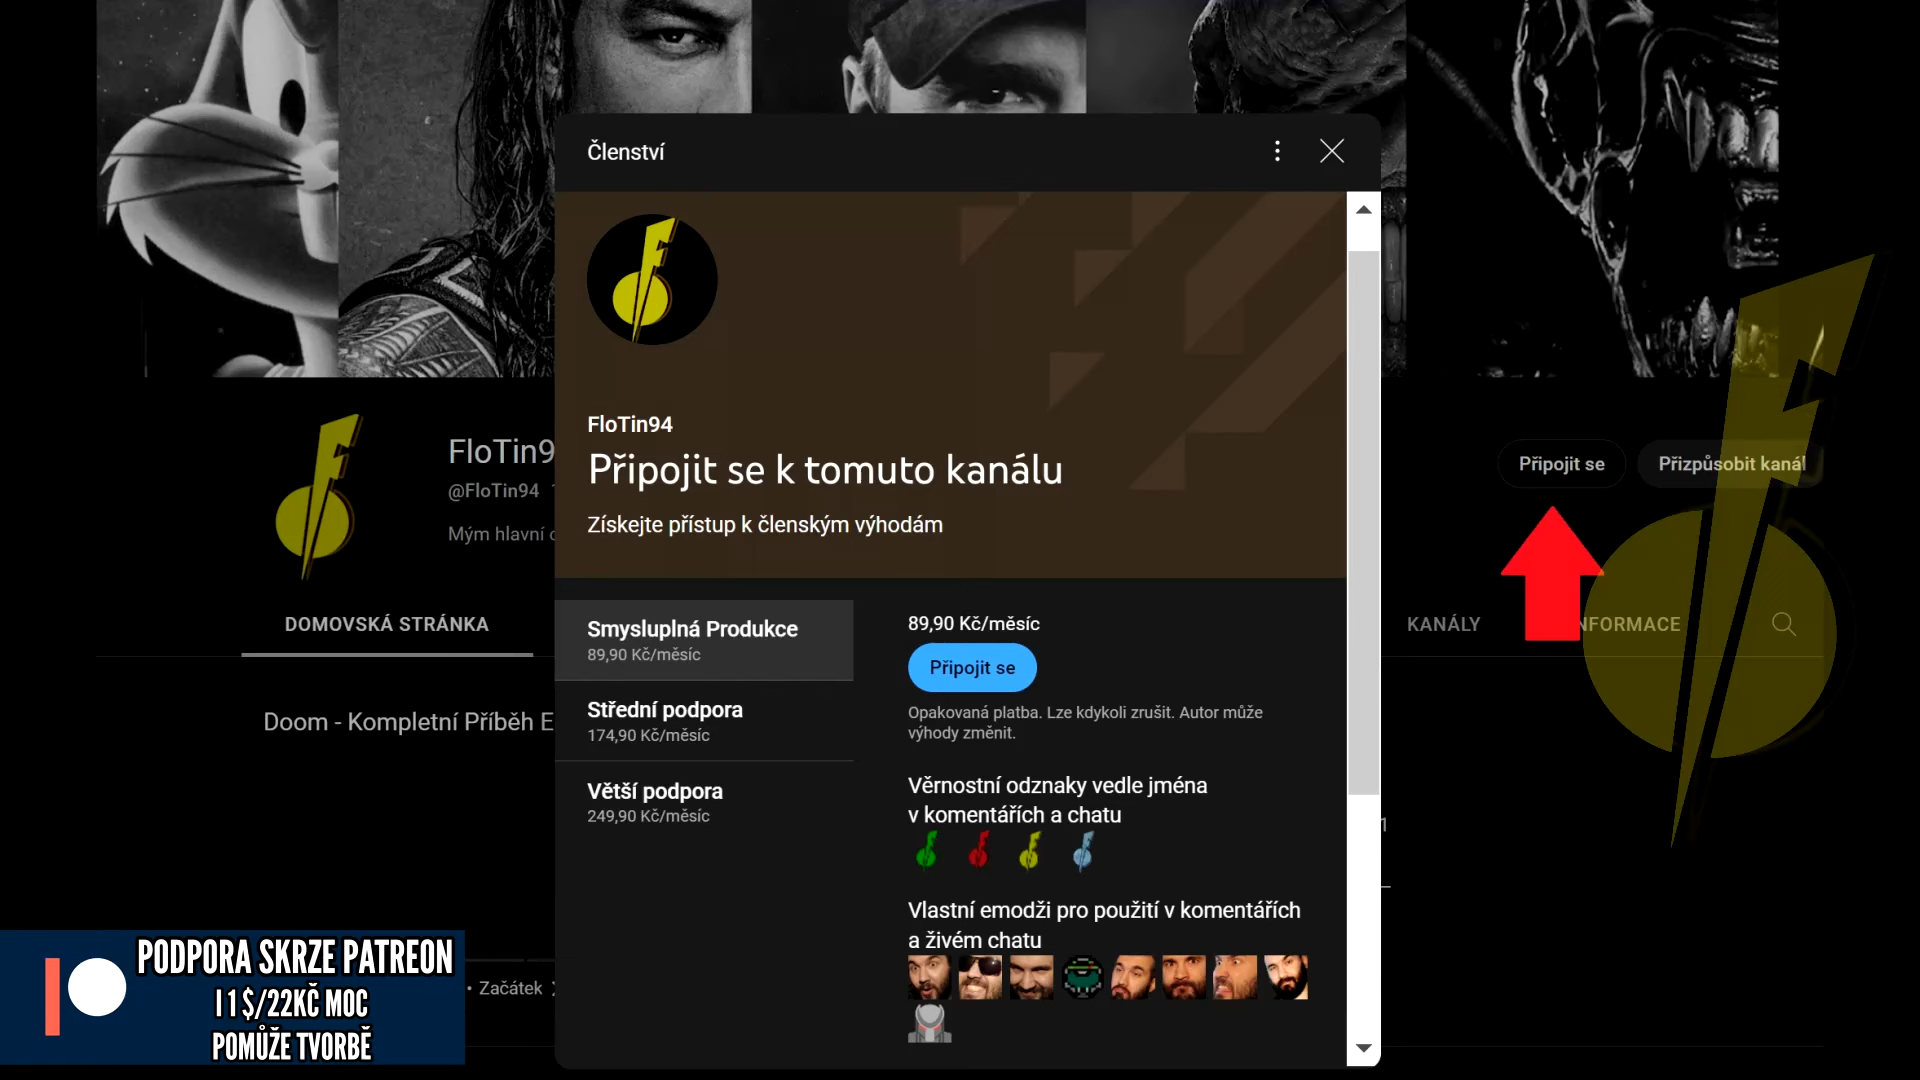 Členství
FloTin94
Připojit se k tomuto kanálu
Získejte přístup k členským výhodám
FloTin9
@FloTin94
Mým hlavní
Připojit se
Přizpůsobit kanál
DOMOVSKÁ STRÁNKA
KANÁLY
NFORMACE
Doom - Kompletní Příběh E
Smysluplná Produkce
89,90 Kč/měsíc
Střední podpora
174,90 Kč/měsíc
Větší podpora
249,90 Kč/měsíc
89,90 Kč/měsíc
Připojit se
Opakovaná platba. Lze kdykoli zrušit. Autor může
výhody změnit.
Věrnostní odznaky vedle jména
v komentářích a chatu
Vlastní emodži pro použití v komentářích
a živém chatu
• Začátek
PODPORA SKRZE PATREON
I 1 $/22KČ MOC
POMŮŽE TVORBĚ